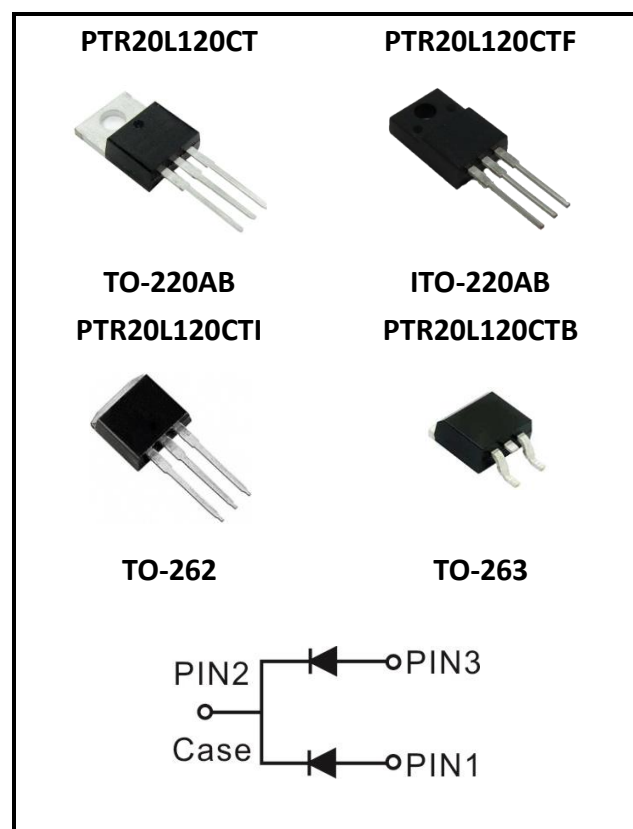 PTR20L120CT PTR20L120CTF
TO-220AB ITO-220AB
PTR20L120CTI PTR20L120CTB
TO-262 TO-263
PIN2 PIN3
Case PIN1